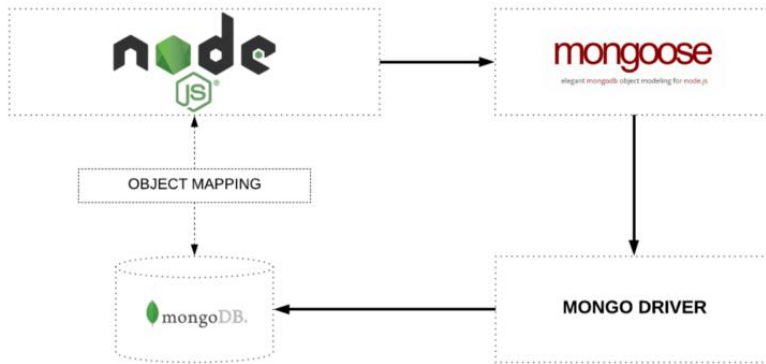 node
JS®
mongoose
elegant mongodb object modeling for node.js
OBJECT MAPPING
mongoDB.
MONGO DRIVER